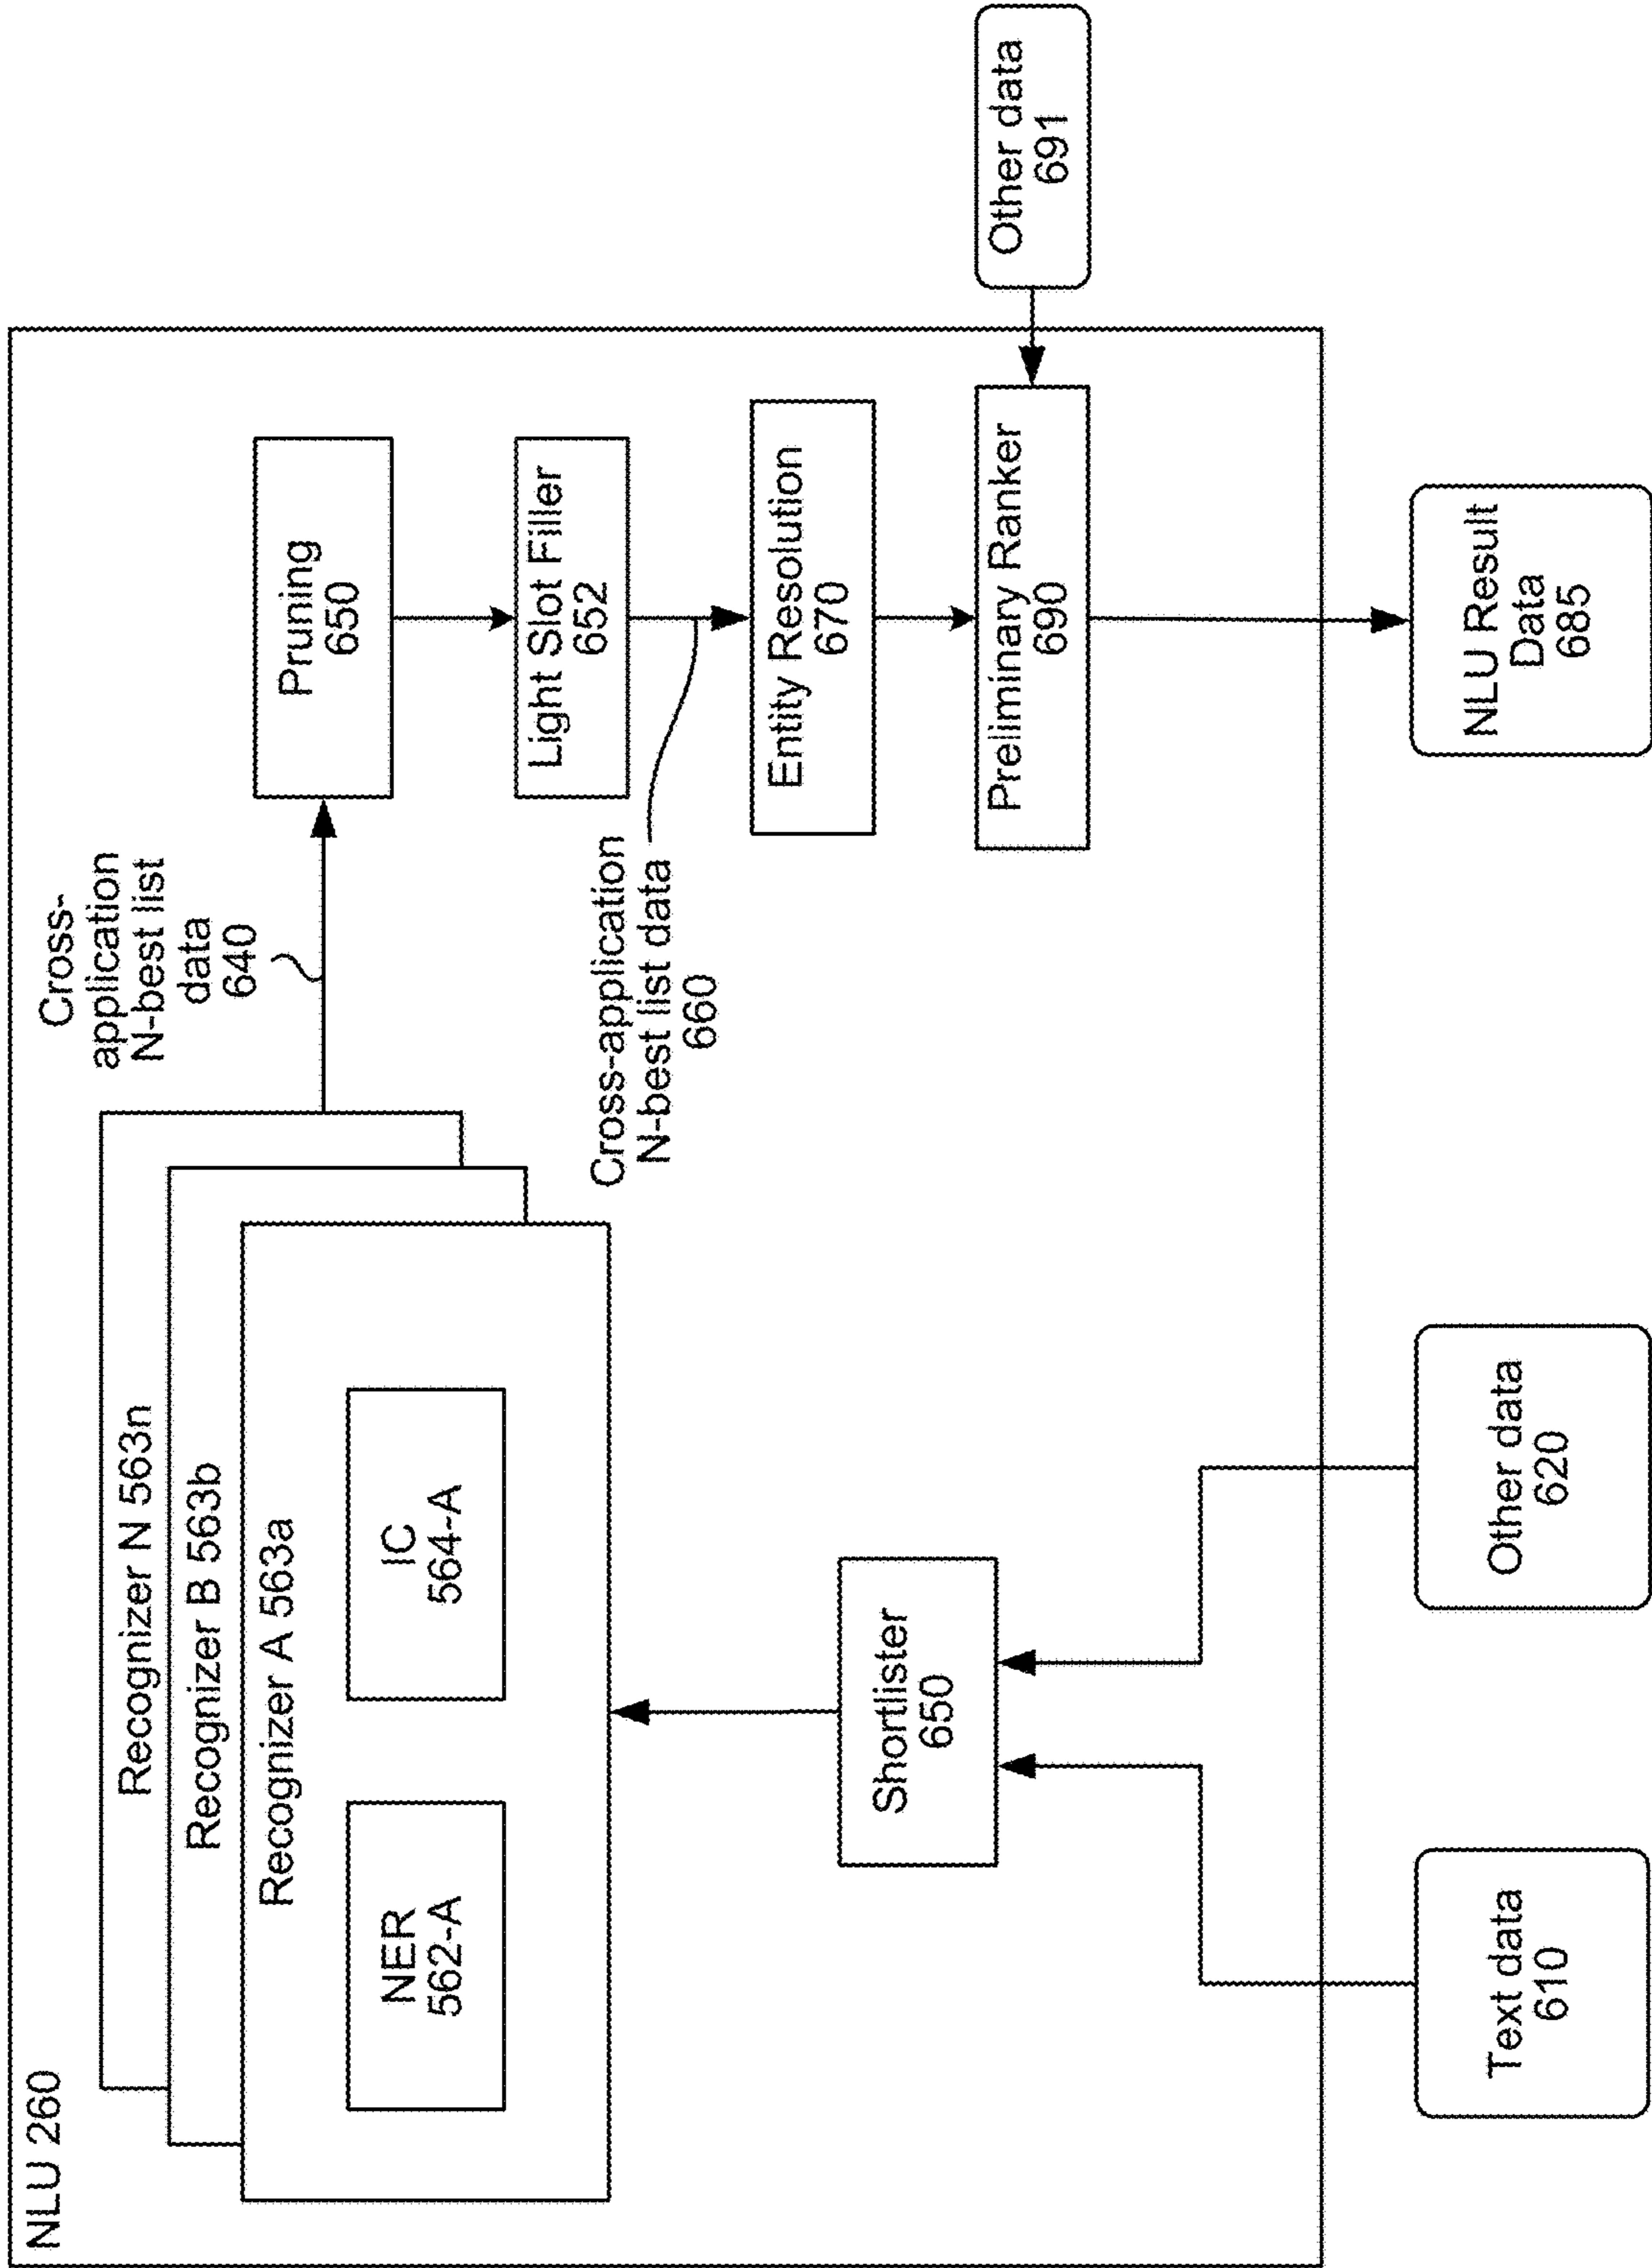 NLU 260
Recognizer N 563n
Recognizer B 563b
Recognizer A 563a
NER
562-A
IC
564-A
Cross-
application
N-best list
data
640
Pruning
650
Light Slot Filler
652
Cross-application
N-best list data
660
Entity Resolution
670
Preliminary Ranker
690
Other data
691
Shortlister
650
Text data
610
Other data
620
NLU Result
Data
685